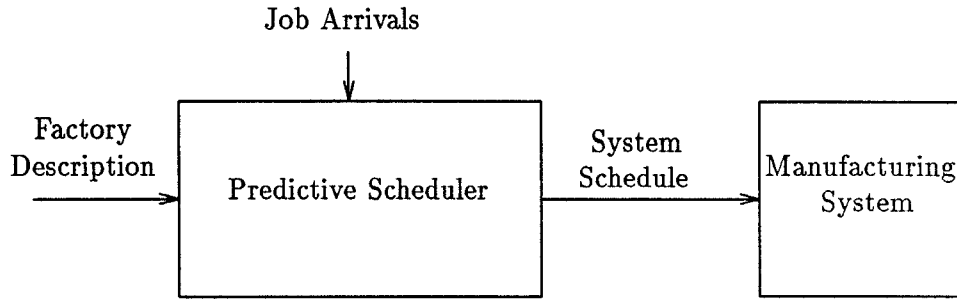 Job Arrivals
Factory
Description
Predictive Scheduler
System
Schedule
Manufacturing
System